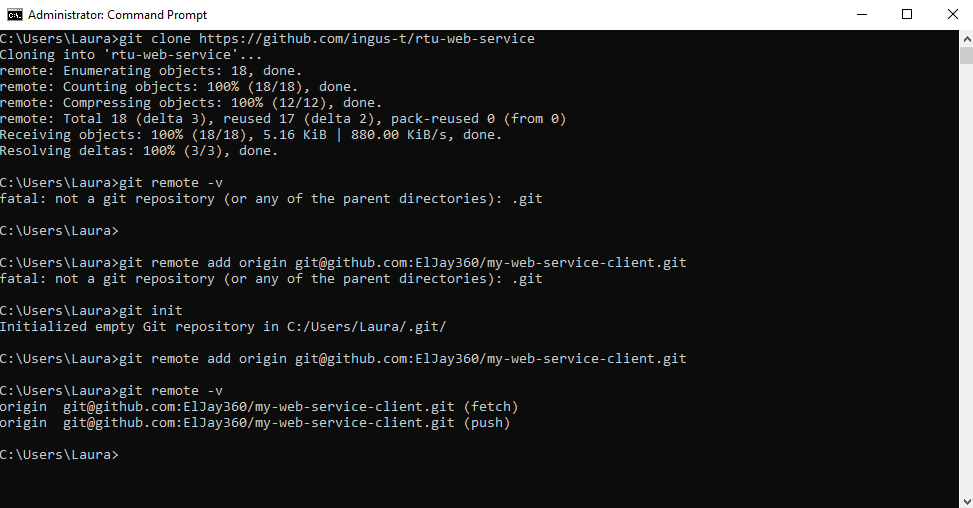 Administrator: Command Prompt
C:\Users\Laura>git clone https://github.com/ingus-t/rtu-web-service
Cloning into 'rtu-web-service'...
remote: Enumerating objects: 18, done.
remote: Counting objects: 100% (18/18), done.
remote: Compressing objects: 100% (12/12), done.
remote: Total 18 (delta 3), reused 17 (delta 2), pack-reused 0 (from 0)
Receiving objects: 100% (18/18), 5.16 KiB | 880.00 KiB/s, done.
Resolving deltas: 100% (3/3), done.
C:\Users\Laura>git remote -v
fatal: not a git repository (or any of the parent directories): .git
C:\Users\Laura>
C:\Users\Laura>git remote add origin git@github.com:ElJay360/my-web-service-client.git
fatal: not a git repository (or any of the parent directories): .git
C:\Users\Laura>git init
Initialized empty Git repository in C:/Users/Laura/.git/
C:\Users\Laura>git remote add origin git@github.com:ElJay360/my-web-service-client.git
C:\Users\Laura>git remote -v
origin  git@github.com:ElJay360/my-web-service-client.git (fetch)
origin  git@github.com:ElJay360/my-web-service-client.git (push)
C:\Users\Laura>